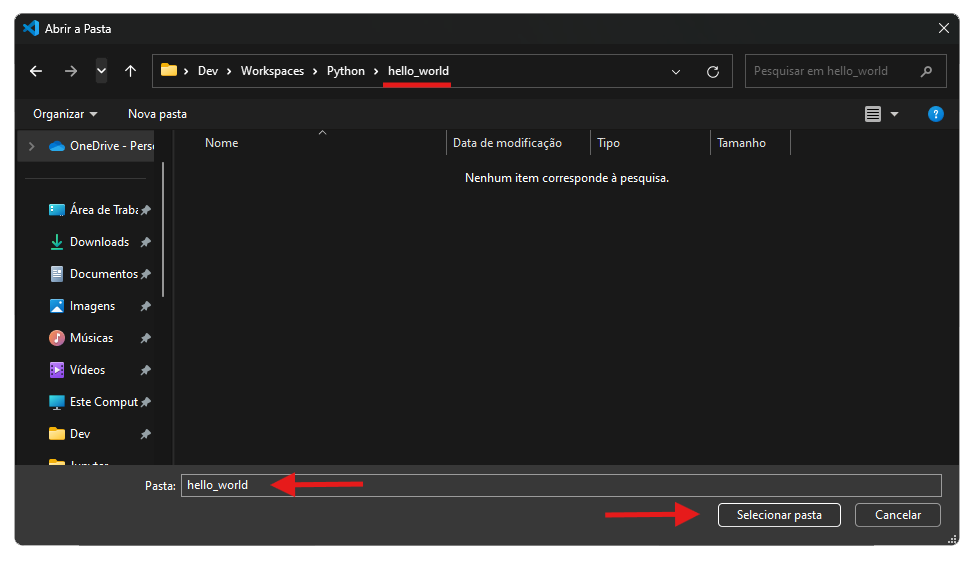 Abrir a Pasta
Dev > Workspaces > Python > hello_world
Pesquisar em hello_world
Organizar
Nova pasta
?
OneDrive - Perso
Nome
Data de modificação
Tipo
Tamanho
Nenhum item corresponde à pesquisa.
Área de Traba
Downloads
Documentos
Imagens
Músicas
Vídeos
Este Comput
Dev
Pasta: hello_world
Selecionar pasta
Cancelar